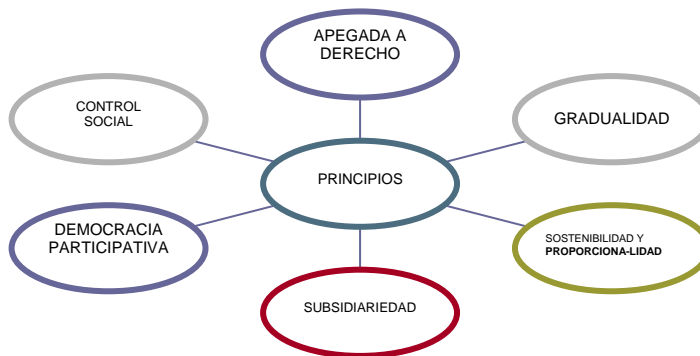 APEGADA A
DERECHO
CONTROL
SOCIAL
GRADUALIDAD
PRINCIPIOS
DEMOCRACIA
PARTICIPATIVA
SOSTENIBILIDAD Y
PROPORCIONA-LIDAD
SUBSIDIARIEDAD